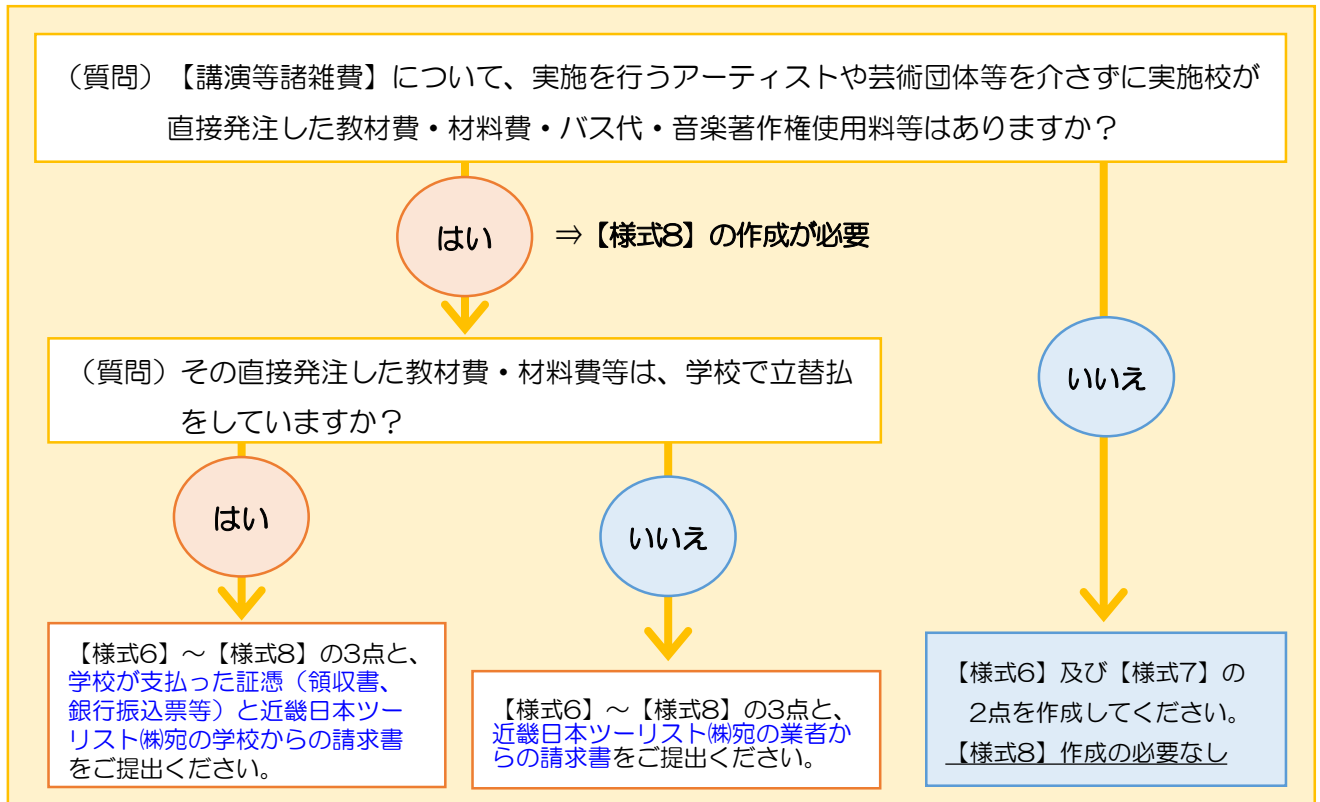 （質問）【講演等諸雑費】について、実施を行うアーティストや芸術団体等を介さずに実施校が
直接発注した教材費・材料費・バス代・音楽著作権使用料等はありますか？
はい
⇒【様式8】の作成が必要
いいえ
（質問）その直接発注した教材費・材料費等は、学校で立替払
をしていますか？
はい
いいえ
【様式6】～【様式8】の3点と、
学校が支払った証憑（領収書、
銀行振込票等）と近畿日本ツー
リスト㈱宛の学校からの請求書
をご提出ください。
【様式6】～【様式8】の3点と、
近畿日本ツーリスト㈱宛の業者か
らの請求書をご提出ください。
【様式6】及び【様式7】の
2点を作成してください。
【様式8】作成の必要なし